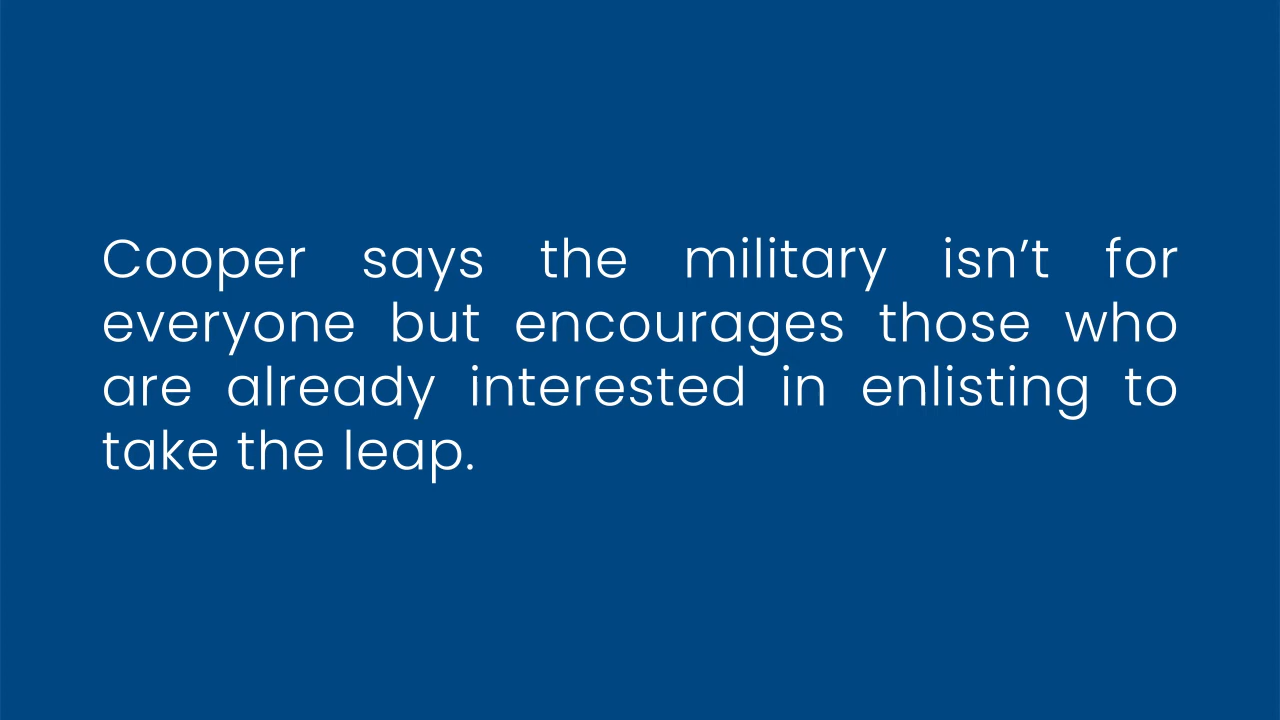 Cooper says the military isn’t for
everyone but encourages those who
are already interested in enlisting to
take the leap.